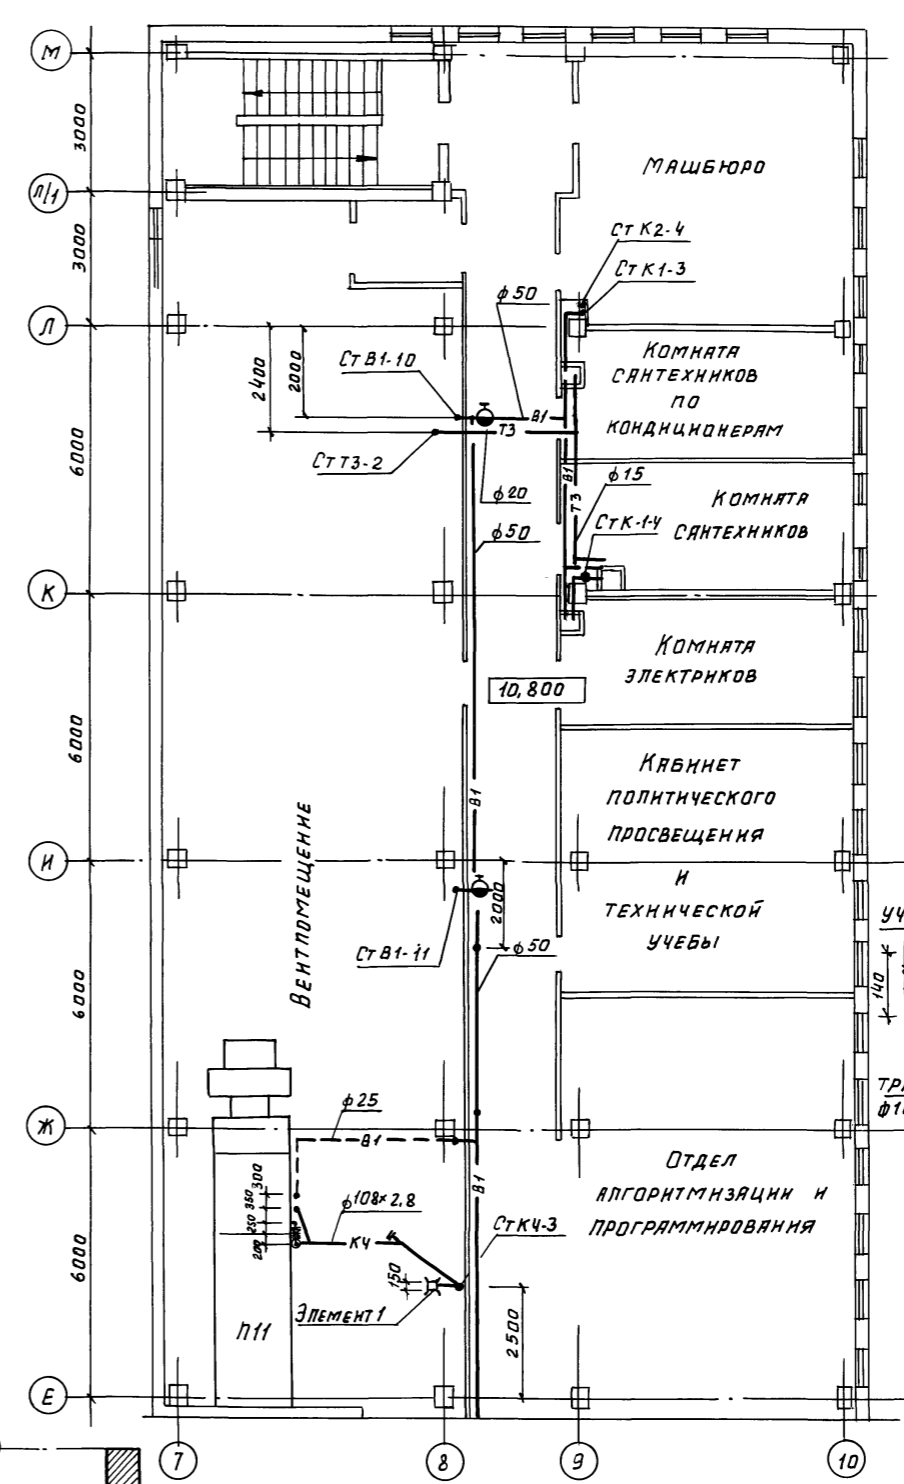 М
3000
Л/1
3000
Л
6000
К
6000
И
6000
Ж
6000
Е
МАШБЮРО
Ст К2-4
Ст К1-3
ф50
2400
2000
Ст В1-10
В1
Т3
Ст Т3-2
ф20
КОМНАТА
САНТЕХНИКОВ
ПО
КОНДИЦИОНЕРАМ
В1
Т3
ф15
ф50
Ст К-1-4
КОМНАТА
САНТЕХНИКОВ
КОМНАТА
ЭЛЕКТРИКОВ
10,800
КАБИНЕТ
ПОЛИТИЧЕСКОГО
ПРОСВЕЩЕНИЯ
И
ТЕХНИЧЕСКОЙ
УЧЕБЫ
В1
ВЕНТПОМЕЩЕНИЕ
2000
Ст В1-11
ф50
140
ф25
В1
В1
300
350
250
200
ф108×2,8
К4
Ст К4-3
ОТДЕЛ
АЛГОРИТМИЗАЦИИ И
ПРОГРАММИРОВАНИЯ
150
ЭЛЕМЕНТ 1
П11
2500
7
8
9
10